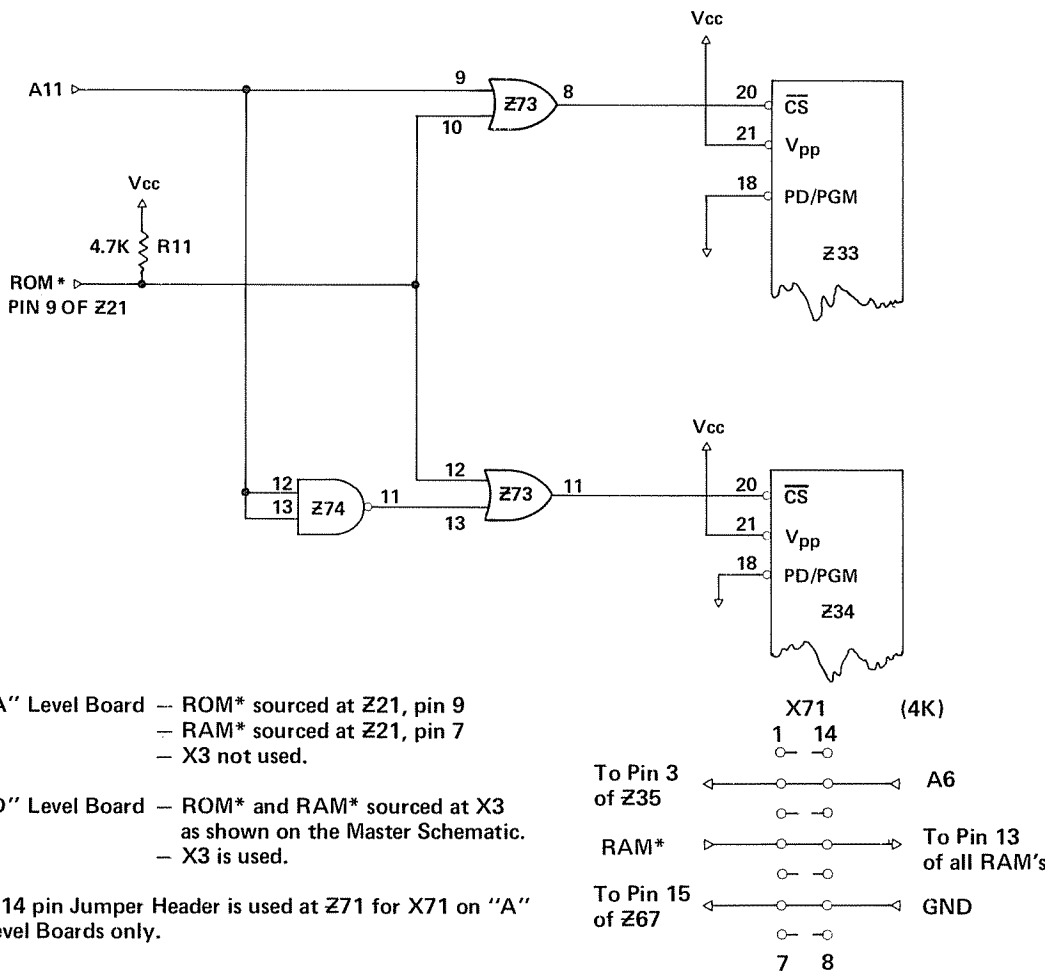 Vcc
Vcc
A11
9
10
Z73
8
20
CS
21
Vpp
18
PD/PGM
Z33
Vcc
4.7K R11
ROM*
PIN 9 OF Z21
Vcc
12
13
Z74
11
12
13
Z73
11
20
CS
21
Vpp
18
PD/PGM
Z34
A" Level Board — ROM* sourced at Z21, pin 9
— RAM* sourced at Z21, pin 7
— X3 not used.
D" Level Board — ROM* and RAM* sourced at X3
as shown on the Master Schematic.
— X3 is used.
14 pin Jumper Header is used at Z71 for X71 on "A"
evel Boards only.
X71 (4K)
1 14
To Pin 3
of Z35
A6
RAM*
To Pin 13
of all RAM's
To Pin 15
of Z67
GND
7 8